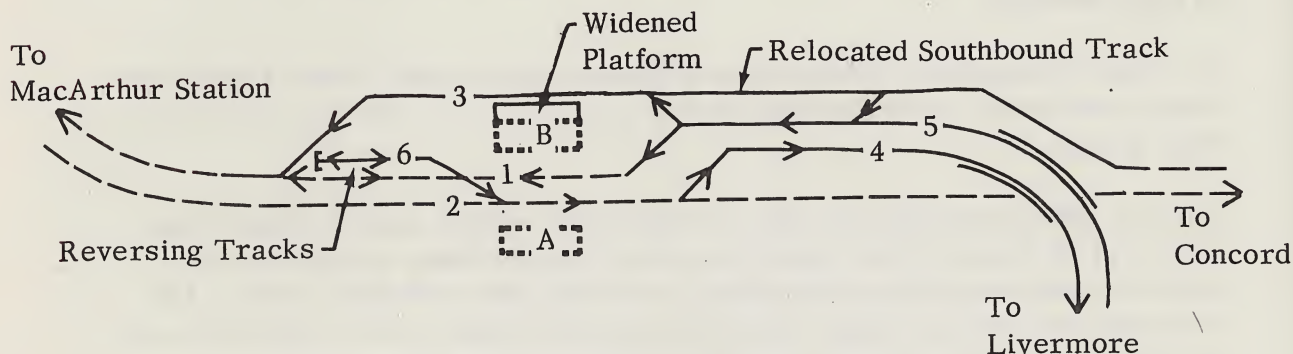 To
MacArthur Station
Widened
Platform
Relocated Southbound Track
3
B
5
6
1
4
2
A
Reversing Tracks
To
Concord
To
Livermore